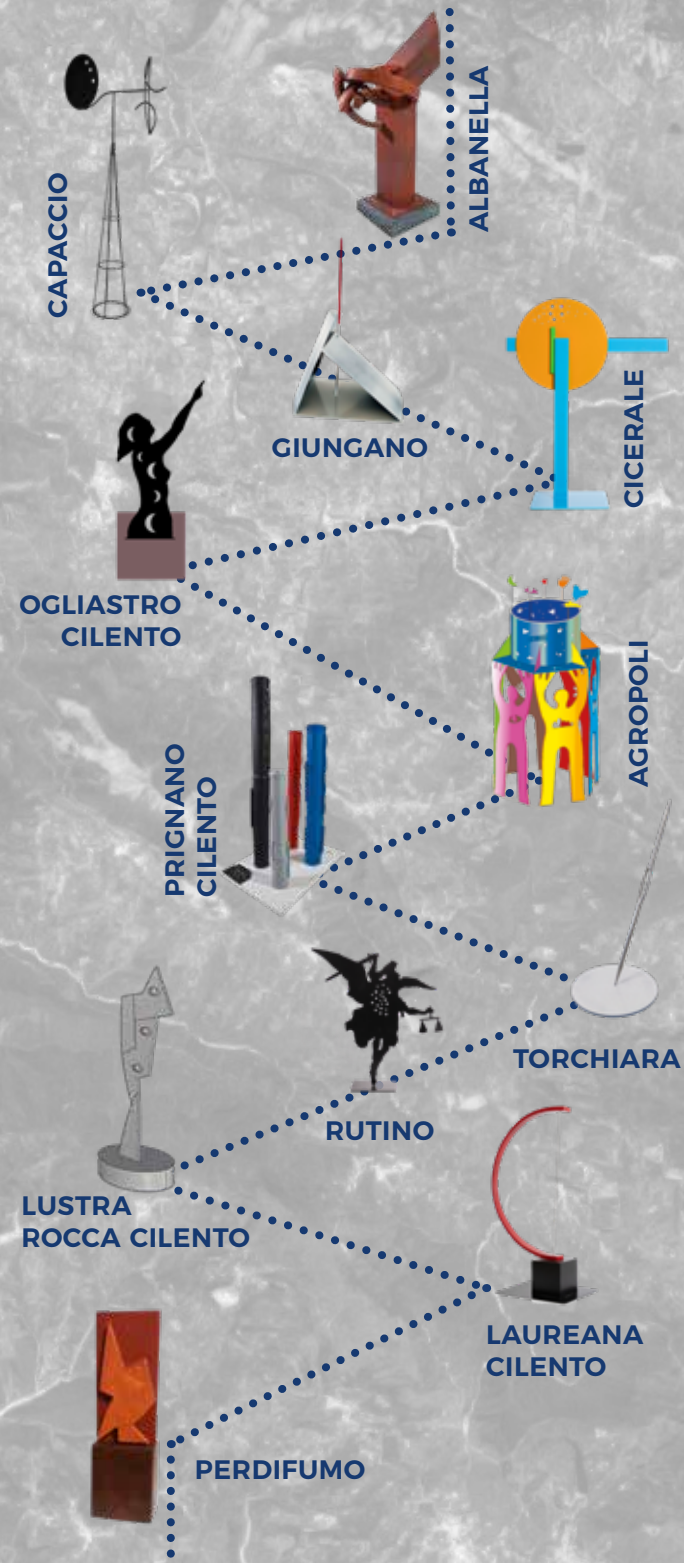 ALBANELLA
CAPACCIO
GIUNGANO
CICERALE
OGLIASTRO
CILENTO
AGROPOLI
PRIGNANO
CILENTO
TORCHIARA
RUTINO
LUSTRA
ROCCA CILENTO
LAUREANA
CILENTO
PERDIFUMO